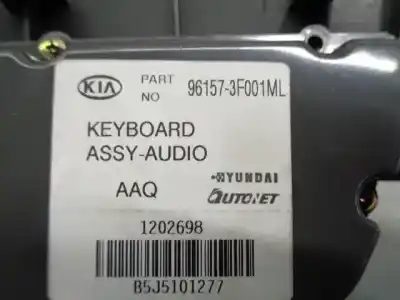 KIA PART NO 96157-3F001ML
KEYBOARD
ASSY-AUDIO
AAQ HYUNDAI AUTONET
1202698
B5J5101277